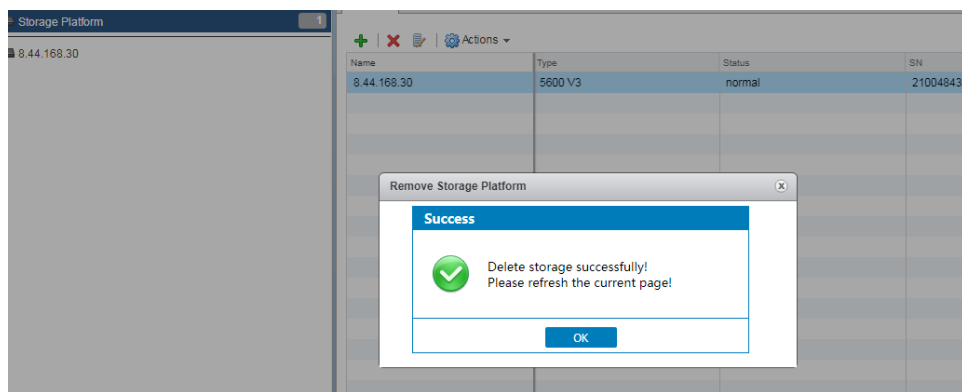 Storage Platform
1
8.44.168.30
Actions
Name Type Status SN
8.44.168.30 5600 V3 normal 21004843
Remove Storage Platform
Success
Delete storage successfully!
Please refresh the current page!
OK